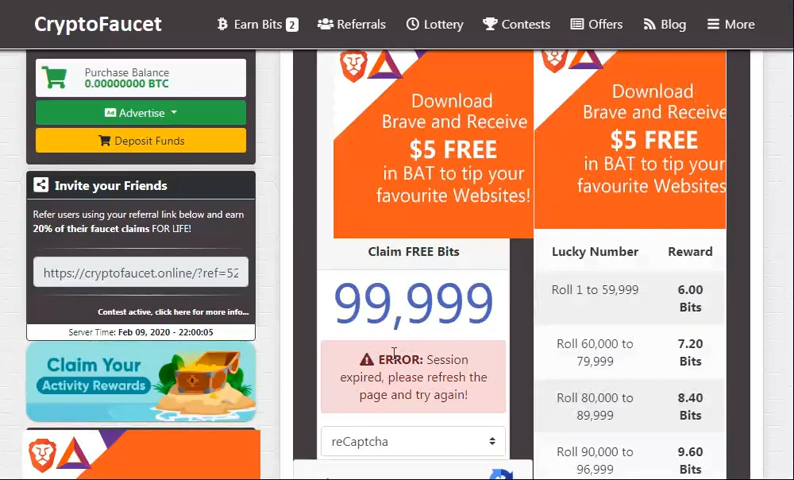 CryptoFaucet
Earn Bits 2
Referrals
Lottery
Contests
Offers
Blog
More
Purchase Balance
0.00000000 BTC
Advertise
Deposit Funds
Invite your Friends
Refer users using your referral link below and earn
20% of their faucet claims FOR LIFE!
https://cryptofaucet.online/?ref=52
Contest active, click here for more info...
Server Time: Feb 09, 2020 - 22:00:05
Claim Your
Activity Rewards
Download
Brave and Receive
$5 FREE
in BAT to tip your
favourite Websites!
Claim FREE Bits
99,999
ERROR: Session
expired, please refresh the
page and try again!
reCaptcha
Download
Brave and Receive
$5 FREE
in BAT to tip your
favourite Websites
Lucky Number Reward
Roll 1 to 59,999 6.00
Bits
Roll 60,000 to 7.20
79,999 Bits
Roll 80,000 to 8.40
89,999 Bits
Roll 90,000 to 9.60
96,999 Bits